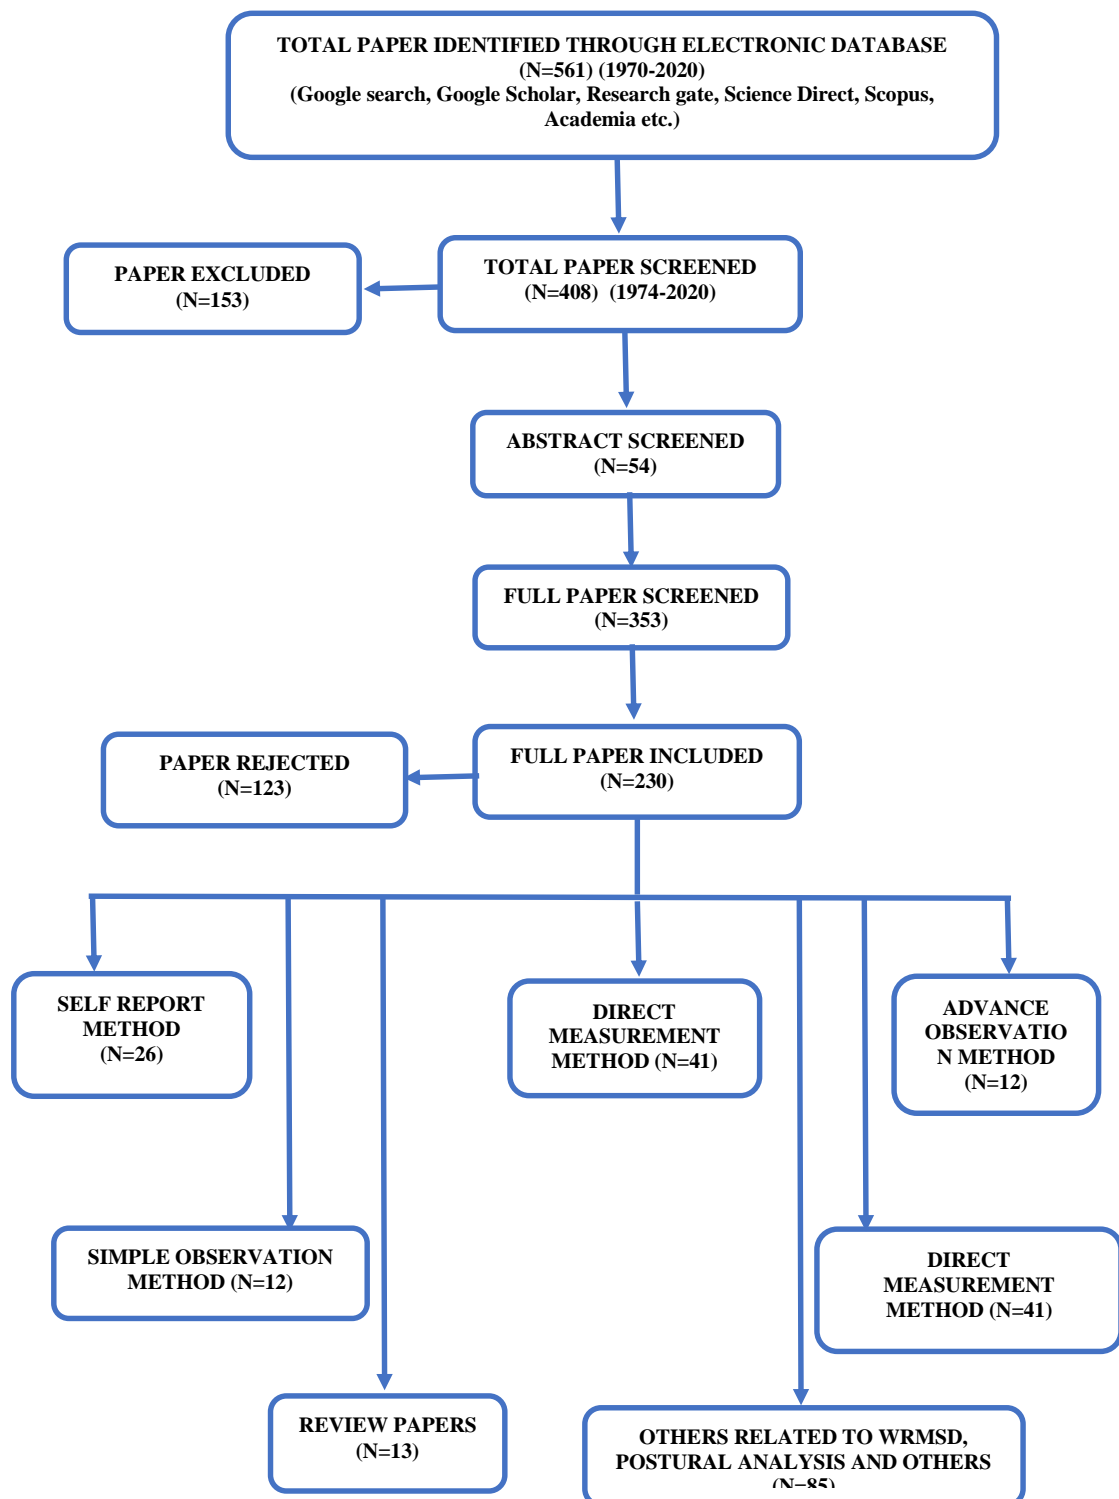 TOTAL PAPER IDENTIFIED THROUGH ELECTRONIC DATABASE
(N=561) (1970-2020)
(Google search, Google Scholar, Research gate, Science Direct, Scopus,
Academia etc.)
PAPER EXCLUDED
(N=153)
TOTAL PAPER SCREENED
(N=408) (1974-2020)
ABSTRACT SCREENED
(N=54)
FULL PAPER SCREENED
(N=353)
PAPER REJECTED
(N=123)
FULL PAPER INCLUDED
(N=230)
SELF REPORT
METHOD
(N=26)
DIRECT
MEASUREMENT
METHOD (N=41)
ADVANCE
OBSERVATIO
N METHOD
(N=12)
SIMPLE OBSERVATION
METHOD (N=12)
DIRECT
MEASUREMENT
METHOD (N=41)
REVIEW PAPERS
(N=13)
OTHERS RELATED TO WRMSD,
POSTURAL ANALYSIS AND OTHERS
(N=85)